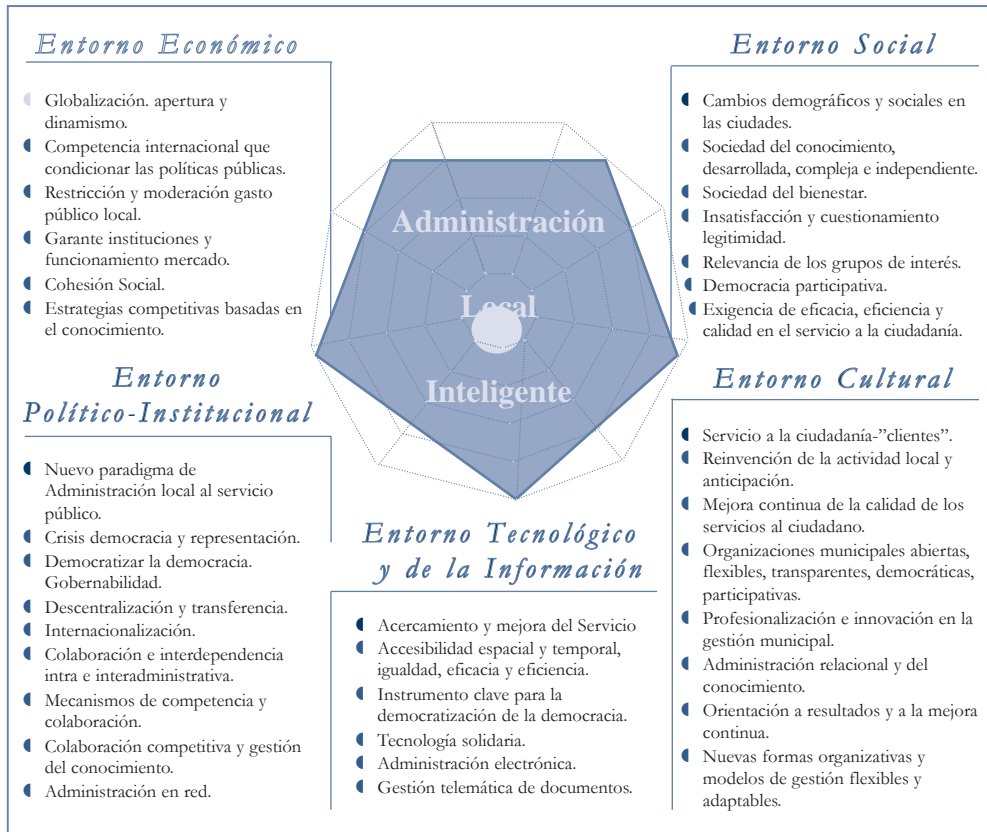 Entorno Económico
Globalización. apertura y
dinamismo.
Competencia internacional que
condicionar las políticas públicas.
Restricción y moderación gasto
público local.
Garante instituciones y
funcionamiento mercado.
Cohesión Social.
Estrategias competitivas basadas en
el conocimiento.
Entorno Social
Cambios demográficos y sociales en
las ciudades.
Sociedad del conocimiento,
desarrollada, compleja e independiente.
Sociedad del bienestar.
Insatisfacción y cuestionamiento
legitimidad.
Relevancia de los grupos de interés.
Democracia participativa.
Exigencia de eficacia, eficiencia y
calidad en el servicio a la ciudadanía.
Administración
Local
Inteligente
Entorno
Político-Institucional
Nuevo paradigma de
Administración local al servicio
público.
Crisis democracia y representación.
Democratizar la democracia.
Gobernabilidad.
Descentralización y transferencia.
Internacionalización.
Colaboración e interdependencia
intra e interadministrativa.
Mecanismos de competencia y
colaboración.
Colaboración competitiva y gestión
del conocimiento.
Administración en red.
Entorno Tecnológico
y de la Información
Acercamiento y mejora del Servicio
Accesibilidad espacial y temporal,
igualdad, eficacia y eficiencia.
Instrumento clave para la
democratización de la democracia.
Tecnología solidaria.
Administración electrónica.
Gestión telemática de documentos.
Entorno Cultural
Servicio a la ciudadanía-”clientes”.
Reinvención de la actividad local y
anticipación.
Mejora continua de la calidad de los
servicios al ciudadano.
Organizaciones municipales abiertas,
flexibles, transparentes, democráticas,
participativas.
Profesionalización e innovación en la
gestión municipal.
Administración relacional y del
conocimiento.
Orientación a resultados y a la mejora
continua.
Nuevas formas organizativas y
modelos de gestión flexibles y
adaptables.